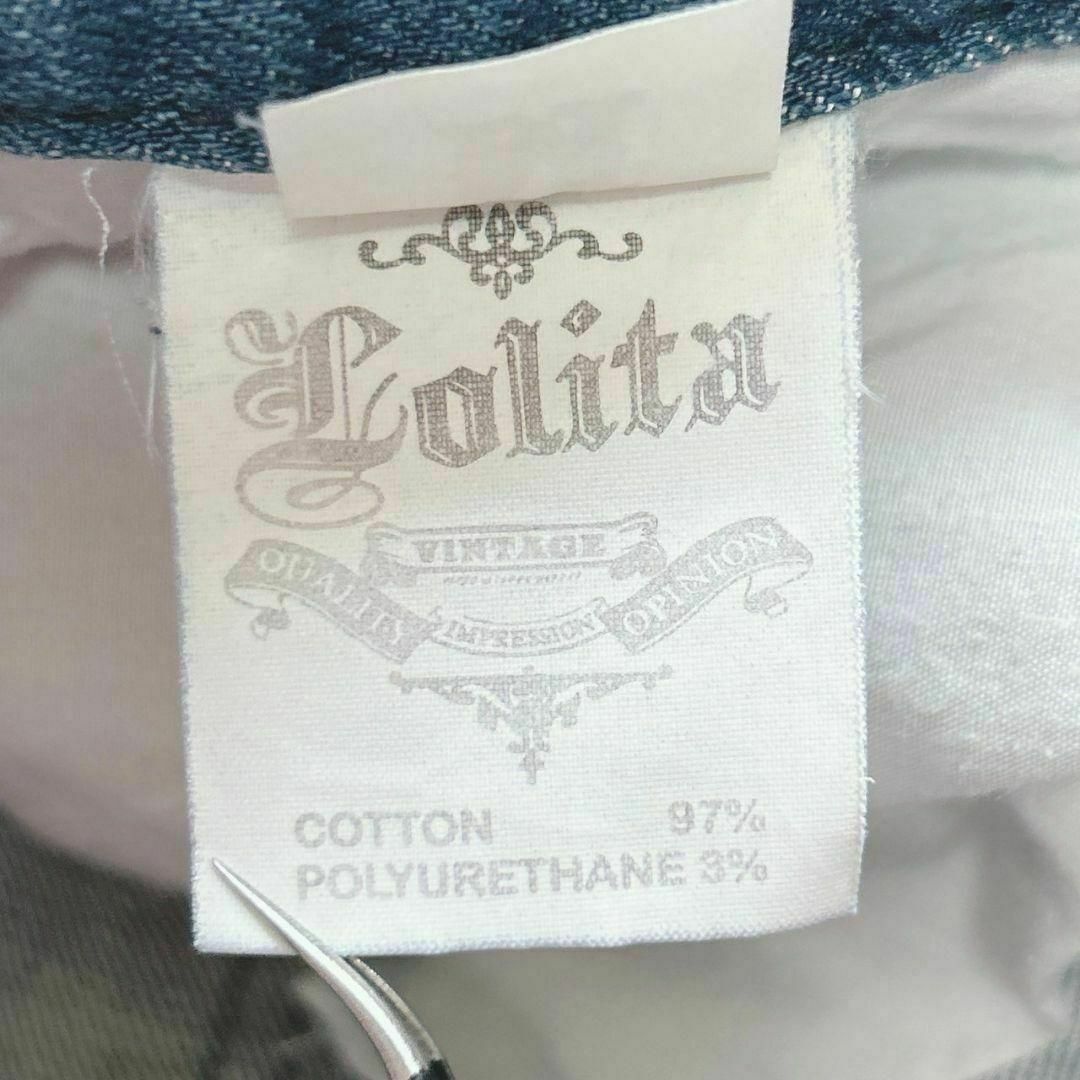 Lolita
VINTAGE
QUALITY IMPRESSION OPINION
COTTON 97%
POLYURETHANE 3%